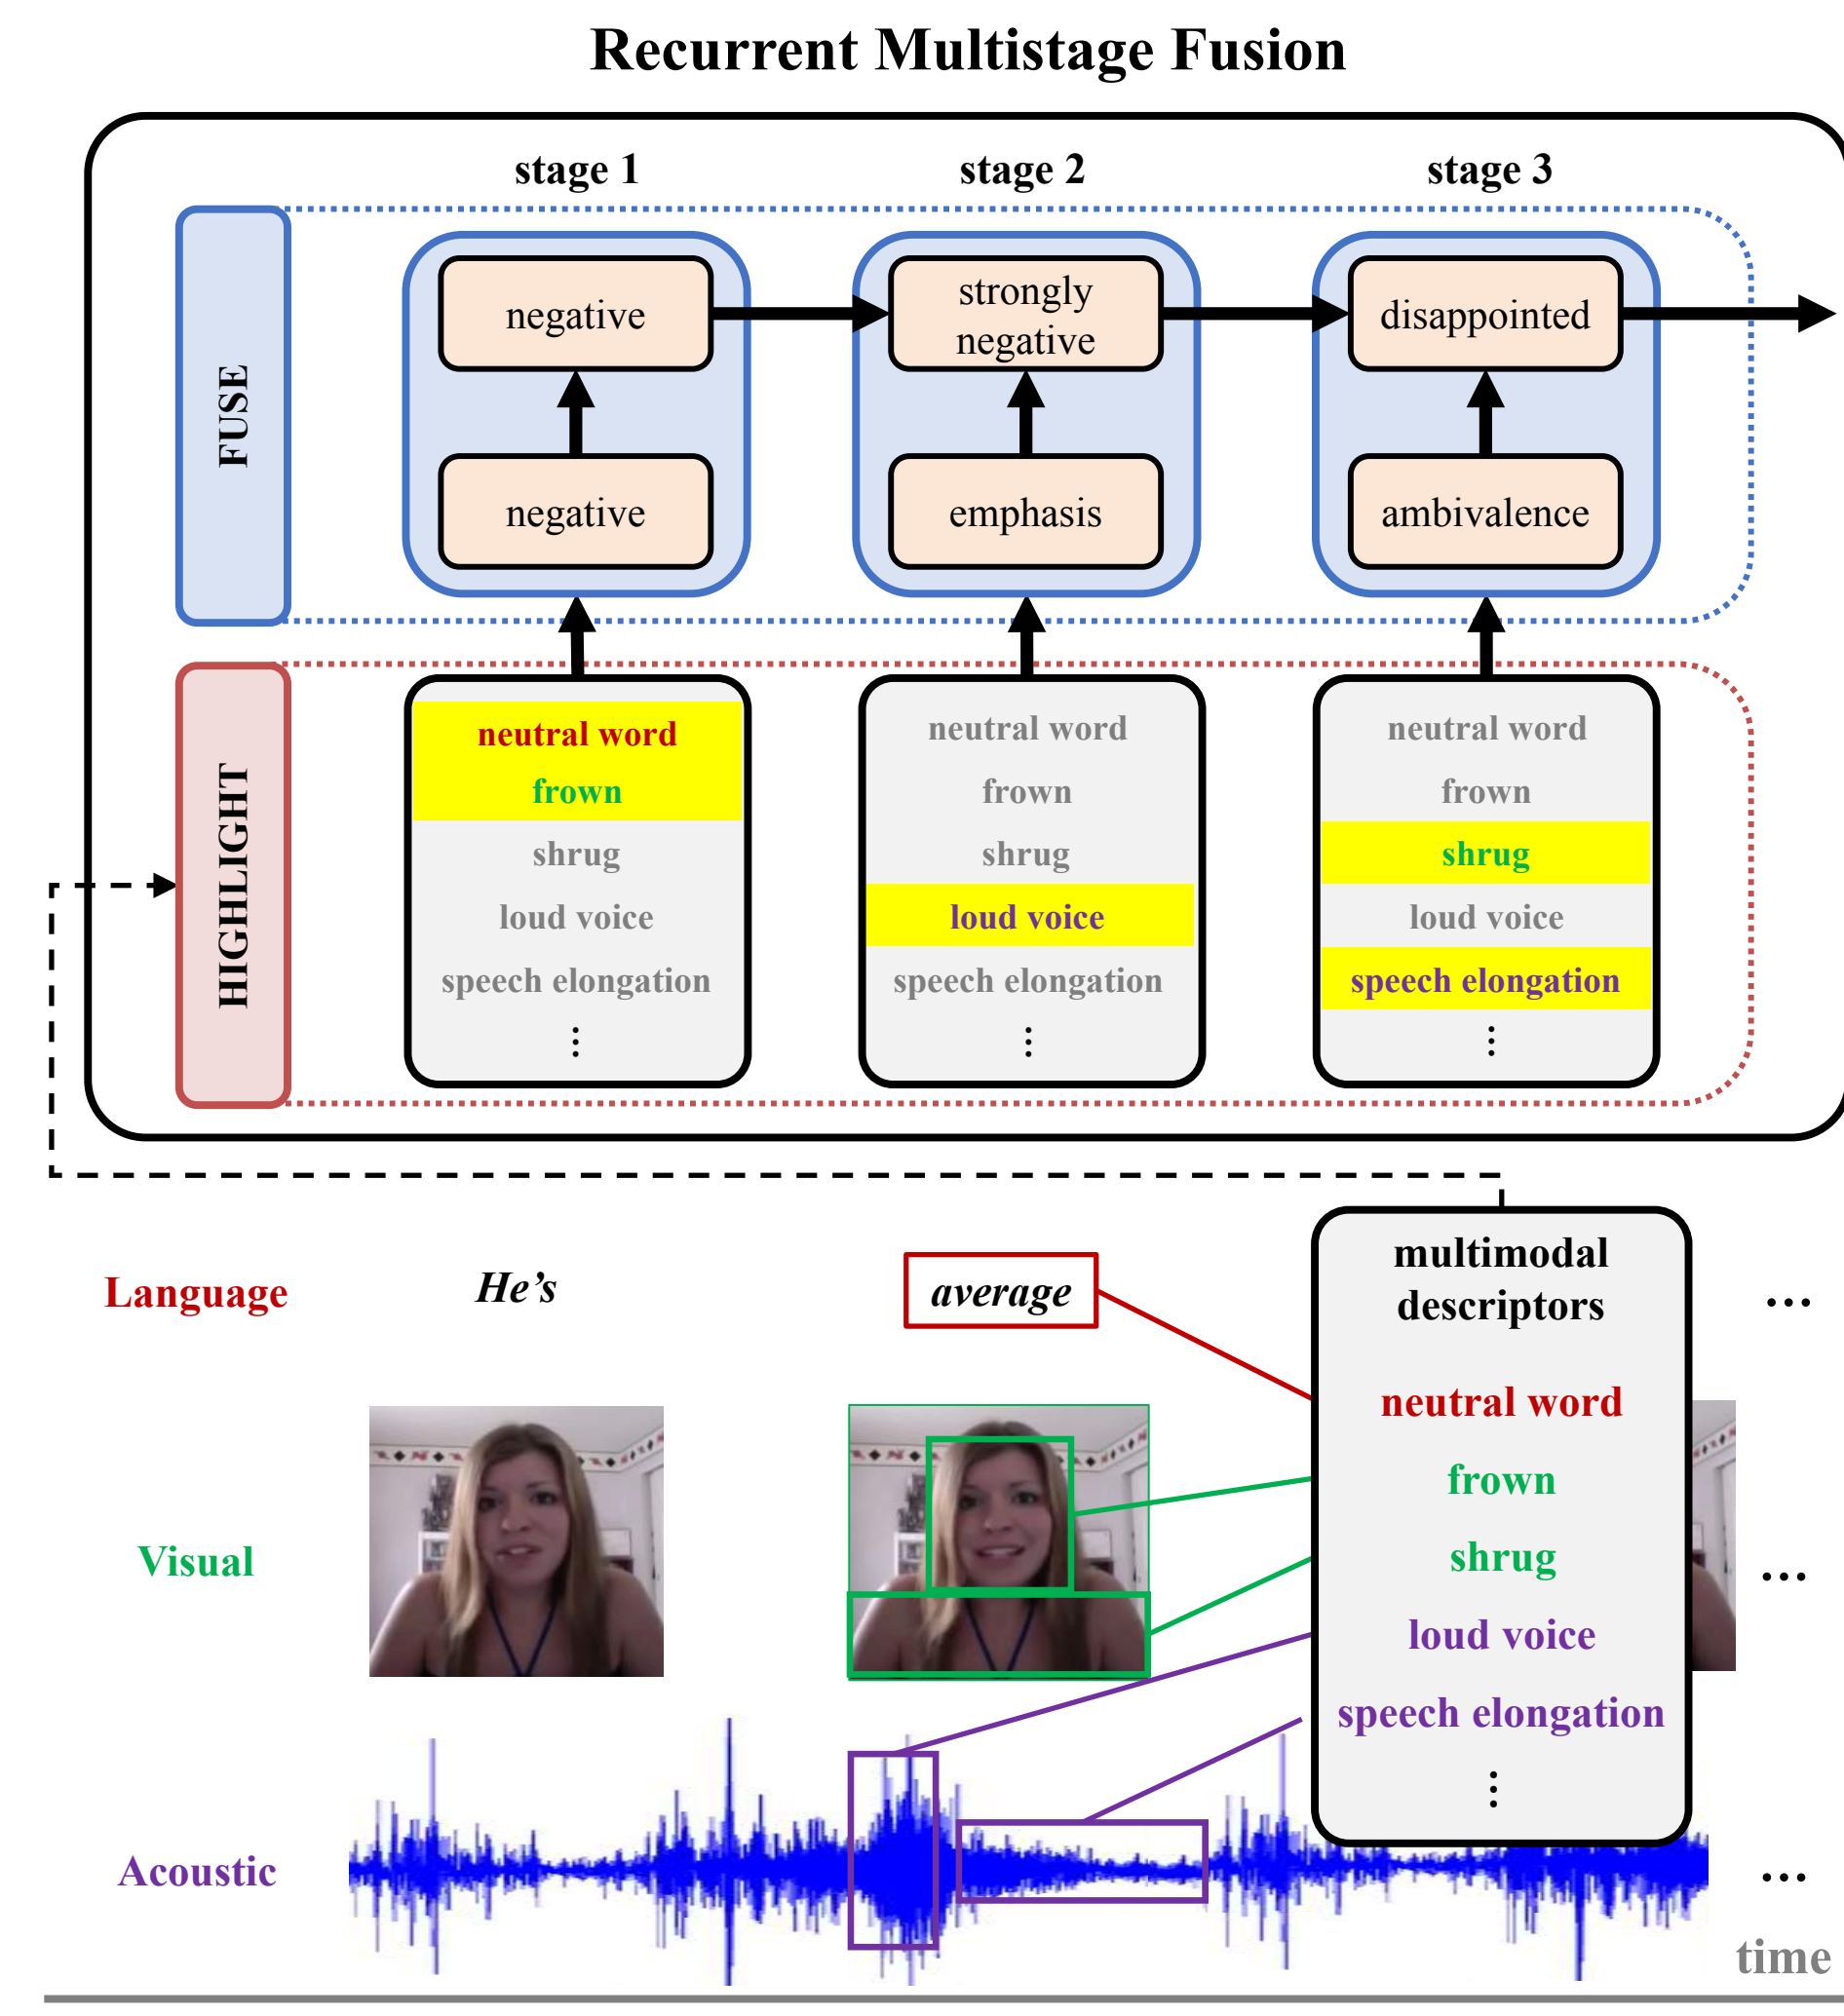 Recurrent Multistage Fusion
stage 1
stage 2
stage 3
FUSE
negative
strongly
negative
disappointed
negative
emphasis
ambivalence
HIGHLIGHT
neutral word
frown
shrug
loud voice
speech elongation
⋮
neutral word
frown
shrug
loud voice
speech elongation
⋮
neutral word
frown
shrug
loud voice
speech elongation
⋮
Language
He’s
average
...
multimodal
descriptors
neutral word
frown
shrug
loud voice
speech elongation
⋮
Visual
...
Acoustic
...
time